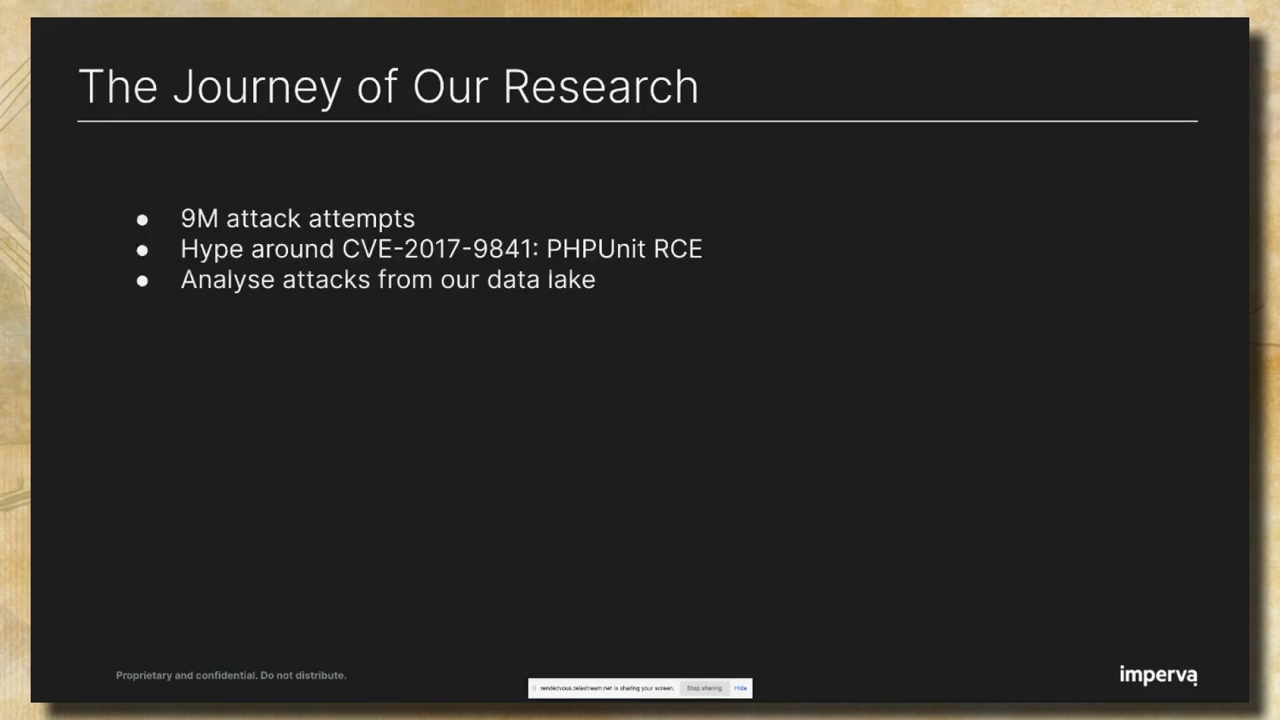 The Journey of Our Research
● 9M attack attempts
● Hype around CVE-2017-9841: PHPUnit RCE
● Analyse attacks from our data lake
Proprietary and confidential. Do not distribute.
imperva
rendezvous.telestream.net is sharing your screen. Stop sharing Hide